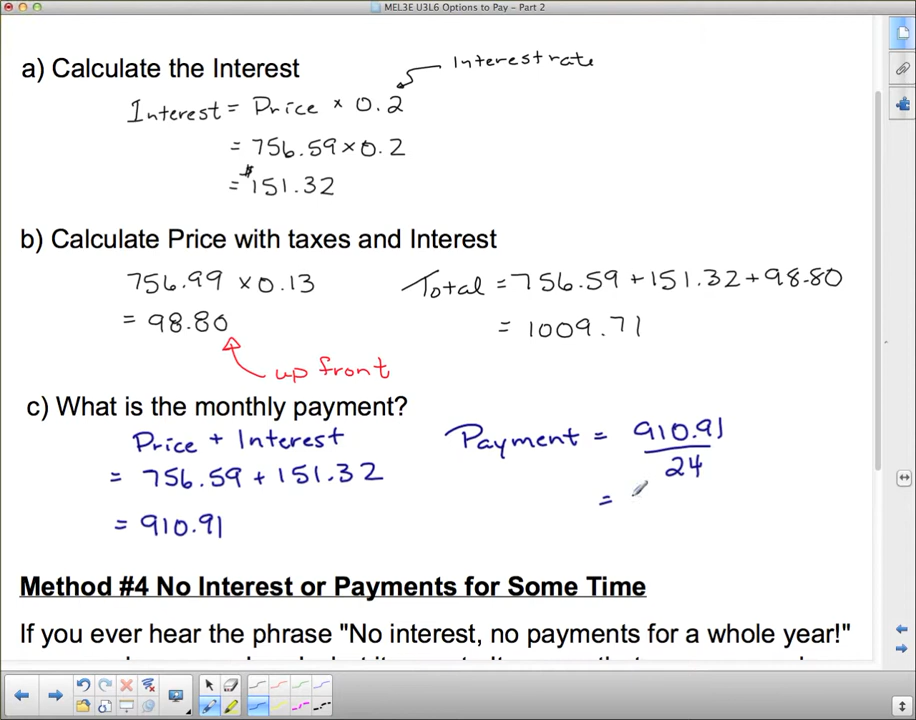 MEL3E U3L6 Options to Pay – Part 2
a) Calculate the Interest
Interest rate
Interest = Price × 0.2
= 756.59 × 0.2
= $151.32
b) Calculate Price with taxes and Interest
756.99 × 0.13
= 98.80
up front
Total = 756.59 + 151.32 + 98.80
= 1009.71
c) What is the monthly payment?
Price + Interest
= 756.59 + 151.32
= 910.91
Payment = 910.91
24
=
Method #4 No Interest or Payments for Some Time
If you ever hear the phrase "No interest, no payments for a whole year!"